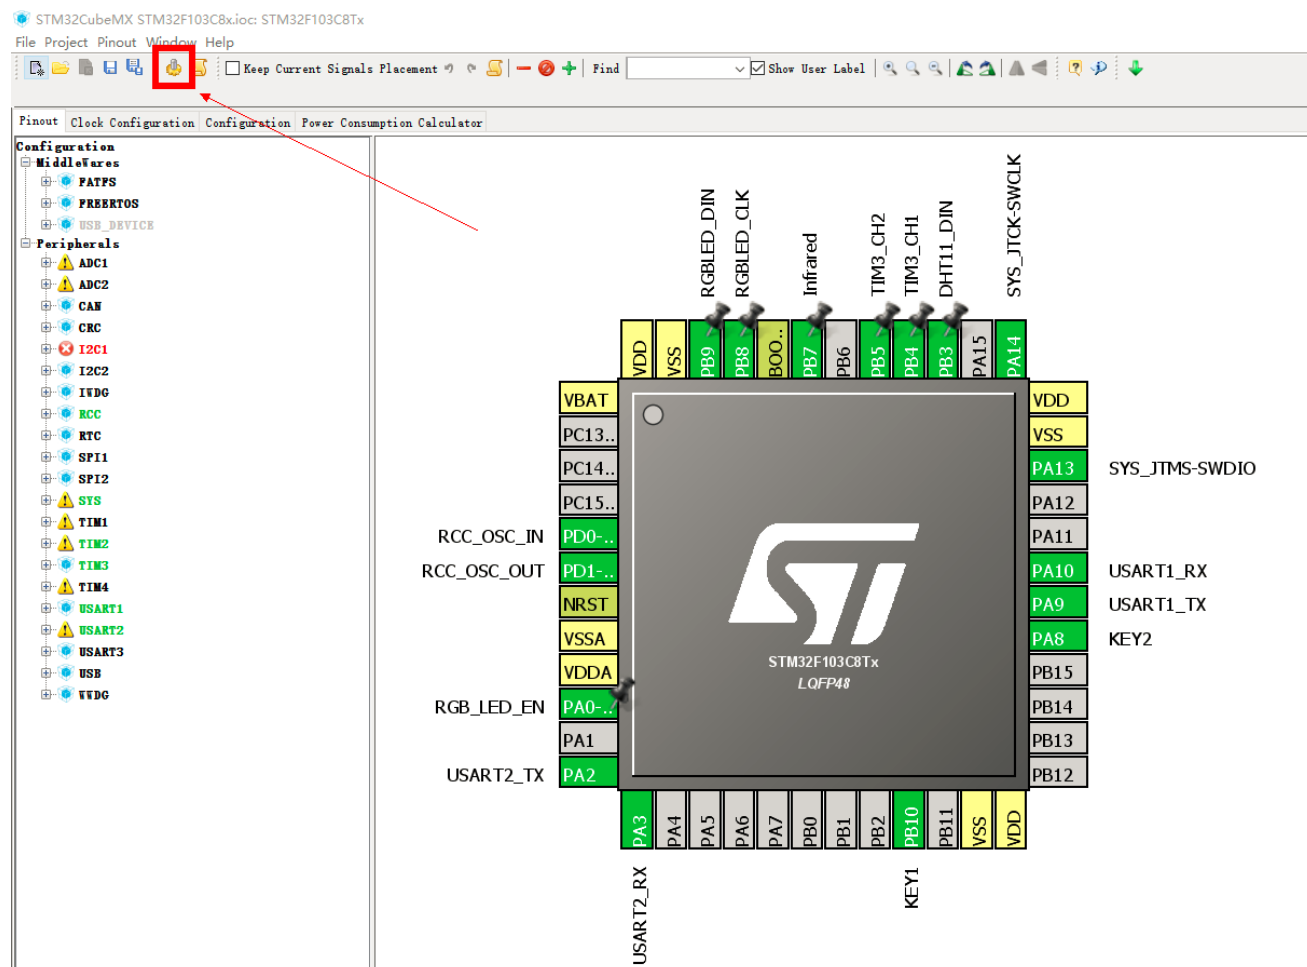 STM32CubeMX STM32F103C8x.ioc: STM32F103C8Tx
File Project Pinout Window Help
Keep Current Signals Placement
Find
Show User Label
Pinout Clock Configuration Configuration Power Consumption Calculator
Configuration
MiddleWares
FATFS
FREERTOS
USB_DEVICE
Peripherals
ADC1
ADC2
CAN
CRC
I2C1
I2C2
IWDG
RCC
RTC
SPI1
SPI2
SYS
TIM1
TIM2
TIM3
TIM4
USART1
USART2
USART3
USB
WWDG
RGBLED_DIN
RGBLED_CLK
Infrared
TIM3_CH2
TIM3_CH1
DHT11_DIN
SYS_JTCK-SWCLK
VDD
VSS
PB9
PB8
BOO..
PB7
PB6
PB5
PB4
PB3
PA15
PA14
VBAT
PC13..
PC14..
PC15..
RCC_OSC_IN PD0-..
RCC_OSC_OUT PD1-..
NRST
VSSA
VDDA
RGB_LED_EN PA0-..
PA1
USART2_TX PA2
STM32F103C8Tx
LQFP48
VDD
VSS
PA13 SYS_JTMS-SWDIO
PA12
PA11
PA10 USART1_RX
PA9 USART1_TX
PA8 KEY2
PB15
PB14
PB13
PB12
PA3
PA4
PA5
PA6
PA7
PB0
PB1
PB2
PB10
PB11
VSS
VDD
USART2_RX
KEY1